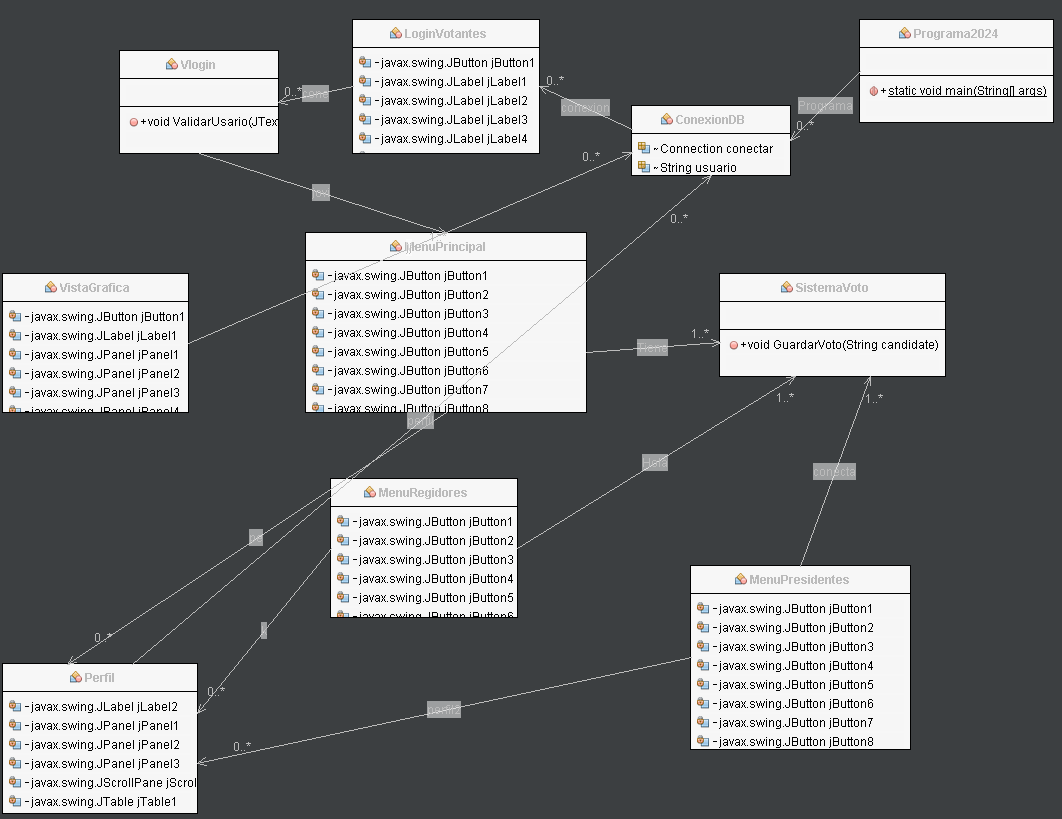 LoginVotantes
-javax.swing.JButton jButton1
-javax.swing.JLabel jLabel1
-javax.swing.JLabel jLabel2
-javax.swing.JLabel jLabel3
-javax.swing.JLabel jLabel4
Programa2024
+static void main(String[] args)
Vlogin
+void ValidarUsario(JTex
0..*
cone
0..*
conexion
Programa
0..*
ConexionDB
~Connection conectar
~String usuario
0..*
0..*
MenuPrincipal
-javax.swing.JButton jButton1
-javax.swing.JButton jButton2
-javax.swing.JButton jButton3
-javax.swing.JButton jButton4
-javax.swing.JButton jButton5
-javax.swing.JButton jButton6
-javax.swing.JButton jButton7
-javax.swing.JButton jButton8
VistaGrafica
-javax.swing.JButton jButton1
-javax.swing.JLabel jLabel1
-javax.swing.JPanel jPanel1
-javax.swing.JPanel jPanel2
-javax.swing.JPanel jPanel3
-javax.swing.JPanel jPanel4
SistemaVoto
+void GuardarVoto(String candidate)
1..*
Tiene
1..*
1..*
perfil
Hola
conecta
MenuRegidores
-javax.swing.JButton jButton1
-javax.swing.JButton jButton2
-javax.swing.JButton jButton3
-javax.swing.JButton jButton4
-javax.swing.JButton jButton5
-javax.swing.JButton jButton6
MenuPresidentes
-javax.swing.JButton jButton1
-javax.swing.JButton jButton2
-javax.swing.JButton jButton3
-javax.swing.JButton jButton4
-javax.swing.JButton jButton5
-javax.swing.JButton jButton6
-javax.swing.JButton jButton7
-javax.swing.JButton jButton8
0..*
0..*
0..*
Perfil
-javax.swing.JLabel jLabel2
-javax.swing.JPanel jPanel1
-javax.swing.JPanel jPanel2
-javax.swing.JPanel jPanel3
-javax.swing.JScrollPane jScrol
-javax.swing.JTable jTable1